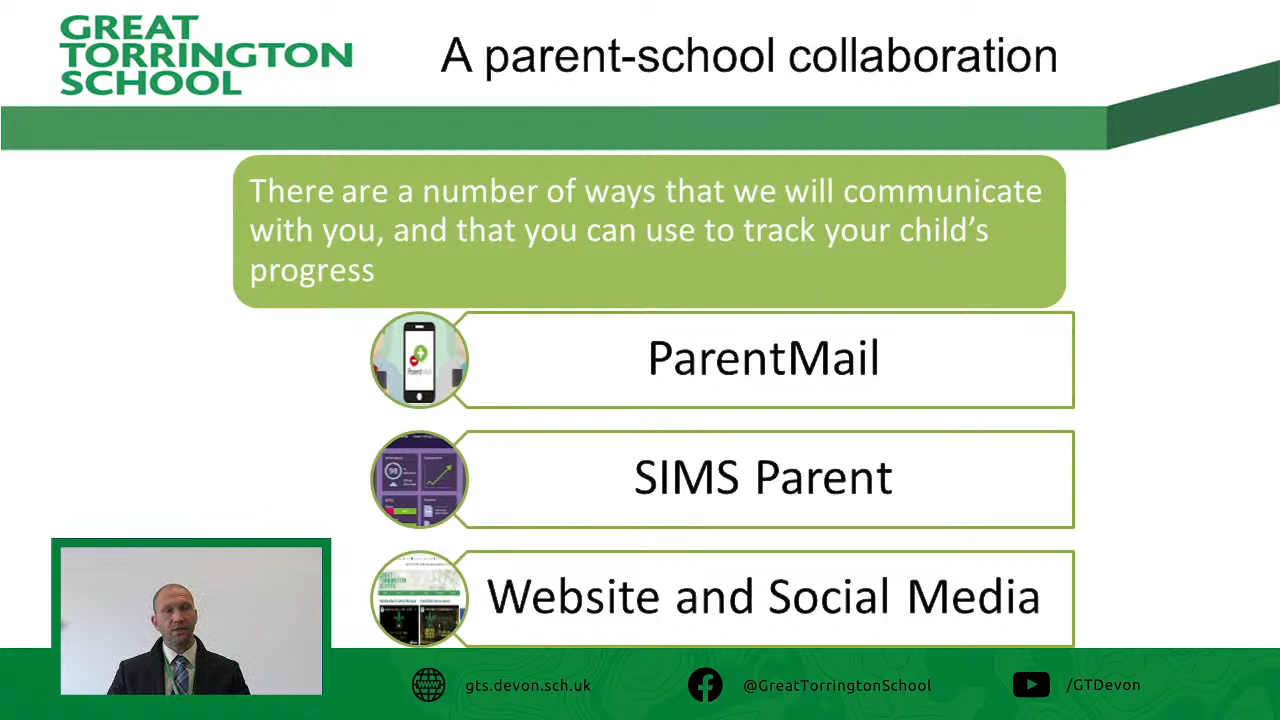 GREAT
TORRINGTON
SCHOOL
A parent-school collaboration
There are a number of ways that we will communicate
with you, and that you can use to track your child’s
progress
ParentMail
SIMS Parent
Website and Social Media
gts.devon.sch.uk
@GreatTorringtonSchool
/GTDevon